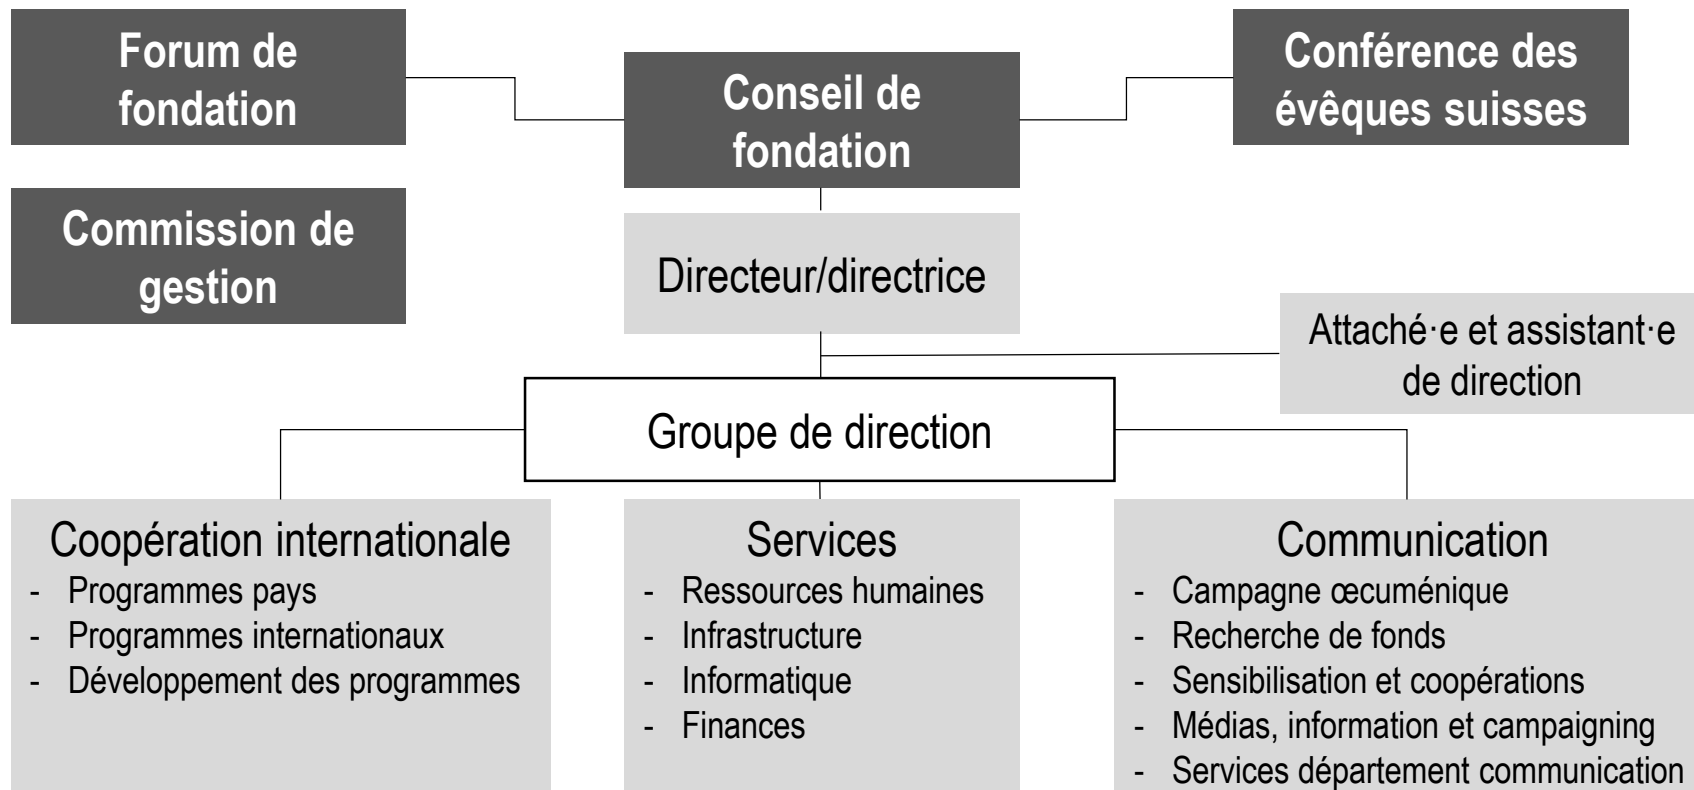 Forum de
fondation
Conseil de
fondation
Conférence des
évêques suisses
Commission de
gestion
Directeur/directrice
Attaché·e et assistant·e
de direction
Groupe de direction
Coopération internationale
- Programmes pays
- Programmes internationaux
- Développement des programmes
Services
- Ressources humaines
- Infrastructure
- Informatique
- Finances
Communication
- Campagne œcuménique
- Recherche de fonds
- Sensibilisation et coopérations
- Médias, information et campaigning
- Services département communication